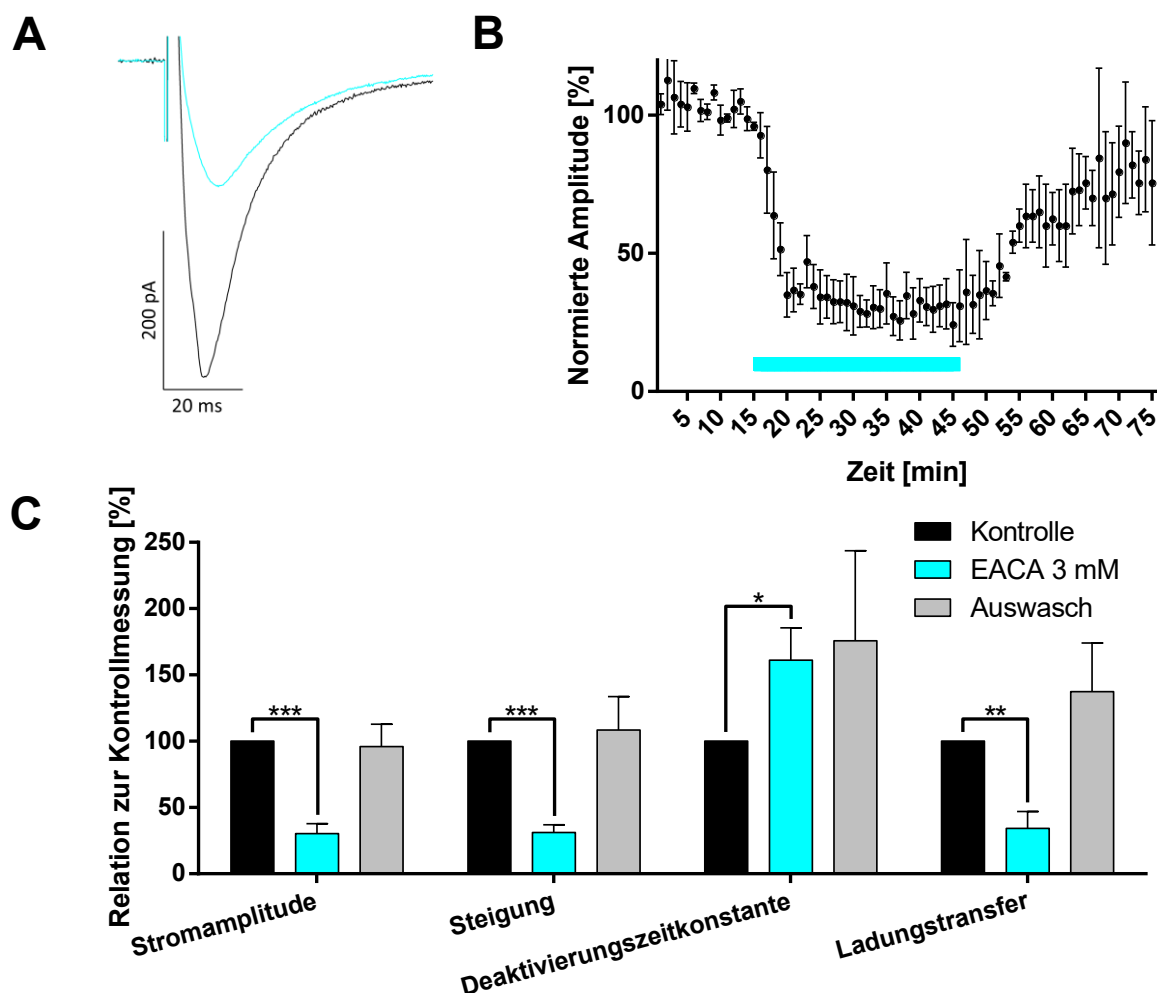 A
200 pA
20 ms
B
Normierte Amplitude [%]
100
50
0
5 10 15 20 25 30 35 40 45 50 55 60 65 70 75
Zeit [min]
C
Relation zur Kontrollmessung [%]
250
200
150
100
50
0
Kontrolle
EACA 3 mM
Auswasch
***
***
*
**
Stromamplitude
Steigung
Deaktivierungszeitkonstante
Ladungstransfer